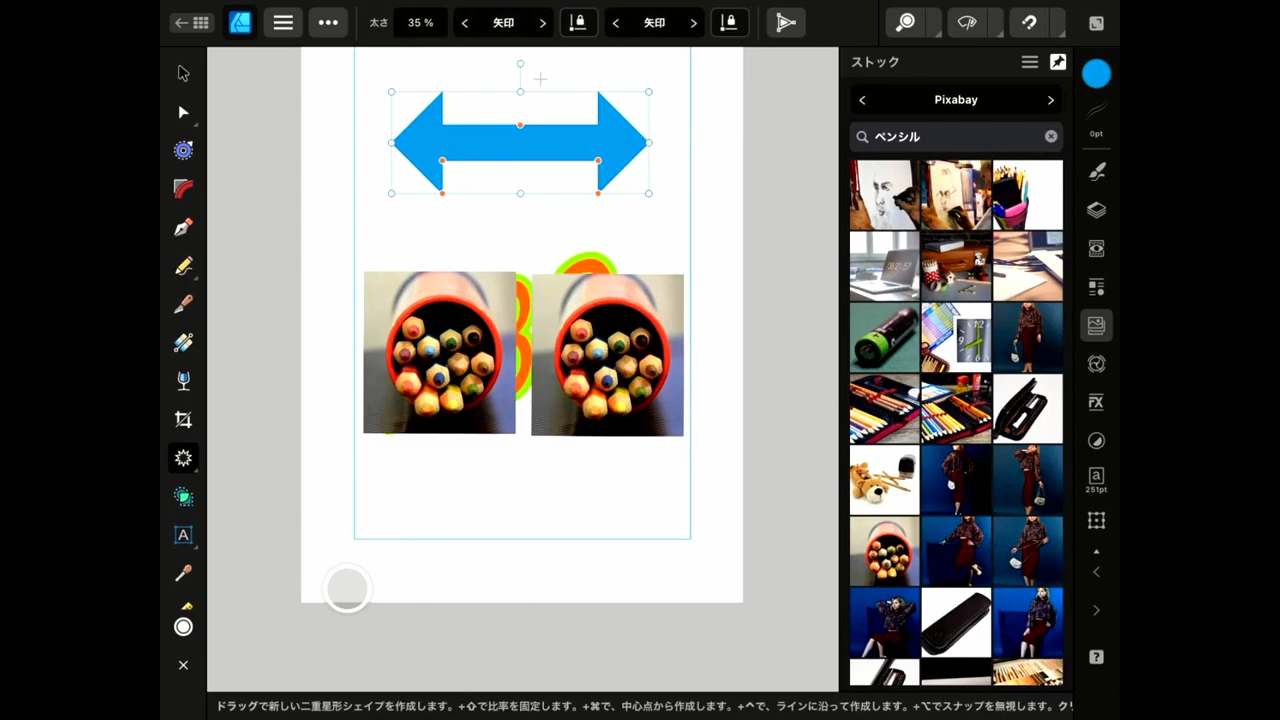 太さ 35 % 矢印 矢印
ストック
Pixabay
ペンシル
0pt
FX
a
251pt
A
?
ドラッグで新しい二重星形シェイプを作成します。+⇧で比率を固定します。+⌘で、中心点から作成します。+^で、ラインに沿って作成します。+⌥でスナップを無視します。ク